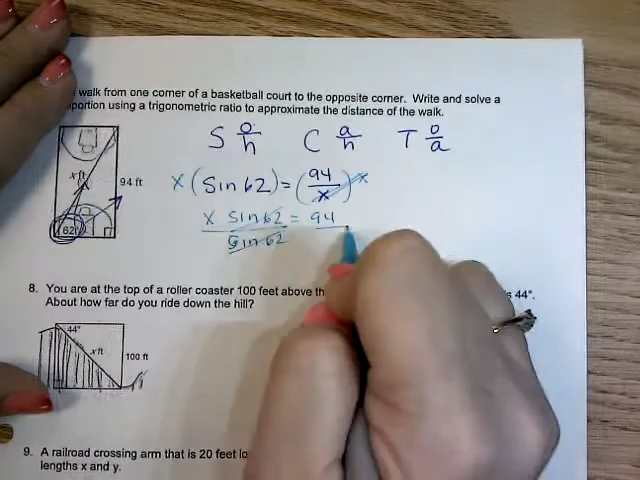 walk from one corner of a basketball court to the opposite corner. Write and solve a
using a trigonometric ratio to approximate the distance of the walk.
S o/h C a/h T o/a
x ft
94 ft
62
x (sin 62) = (94/x) x
x sin 62 = 94
sin 62
8. You are at the top of a roller coaster 100 feet above th 44°.
About how far do you ride down the hill?
44°
x ft
100 ft
9. A railroad crossing arm that is 20 feet lo
lengths x and y.